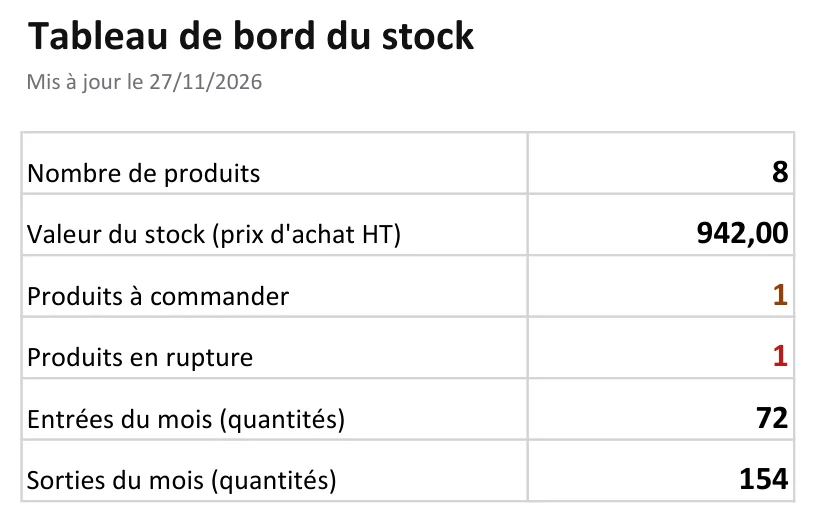 Tableau de bord du stock
Mis à jour le 27/11/2026
Nombre de produits 8
Valeur du stock (prix d'achat HT) 942,00
Produits à commander 1
Produits en rupture 1
Entrées du mois (quantités) 72
Sorties du mois (quantités) 154